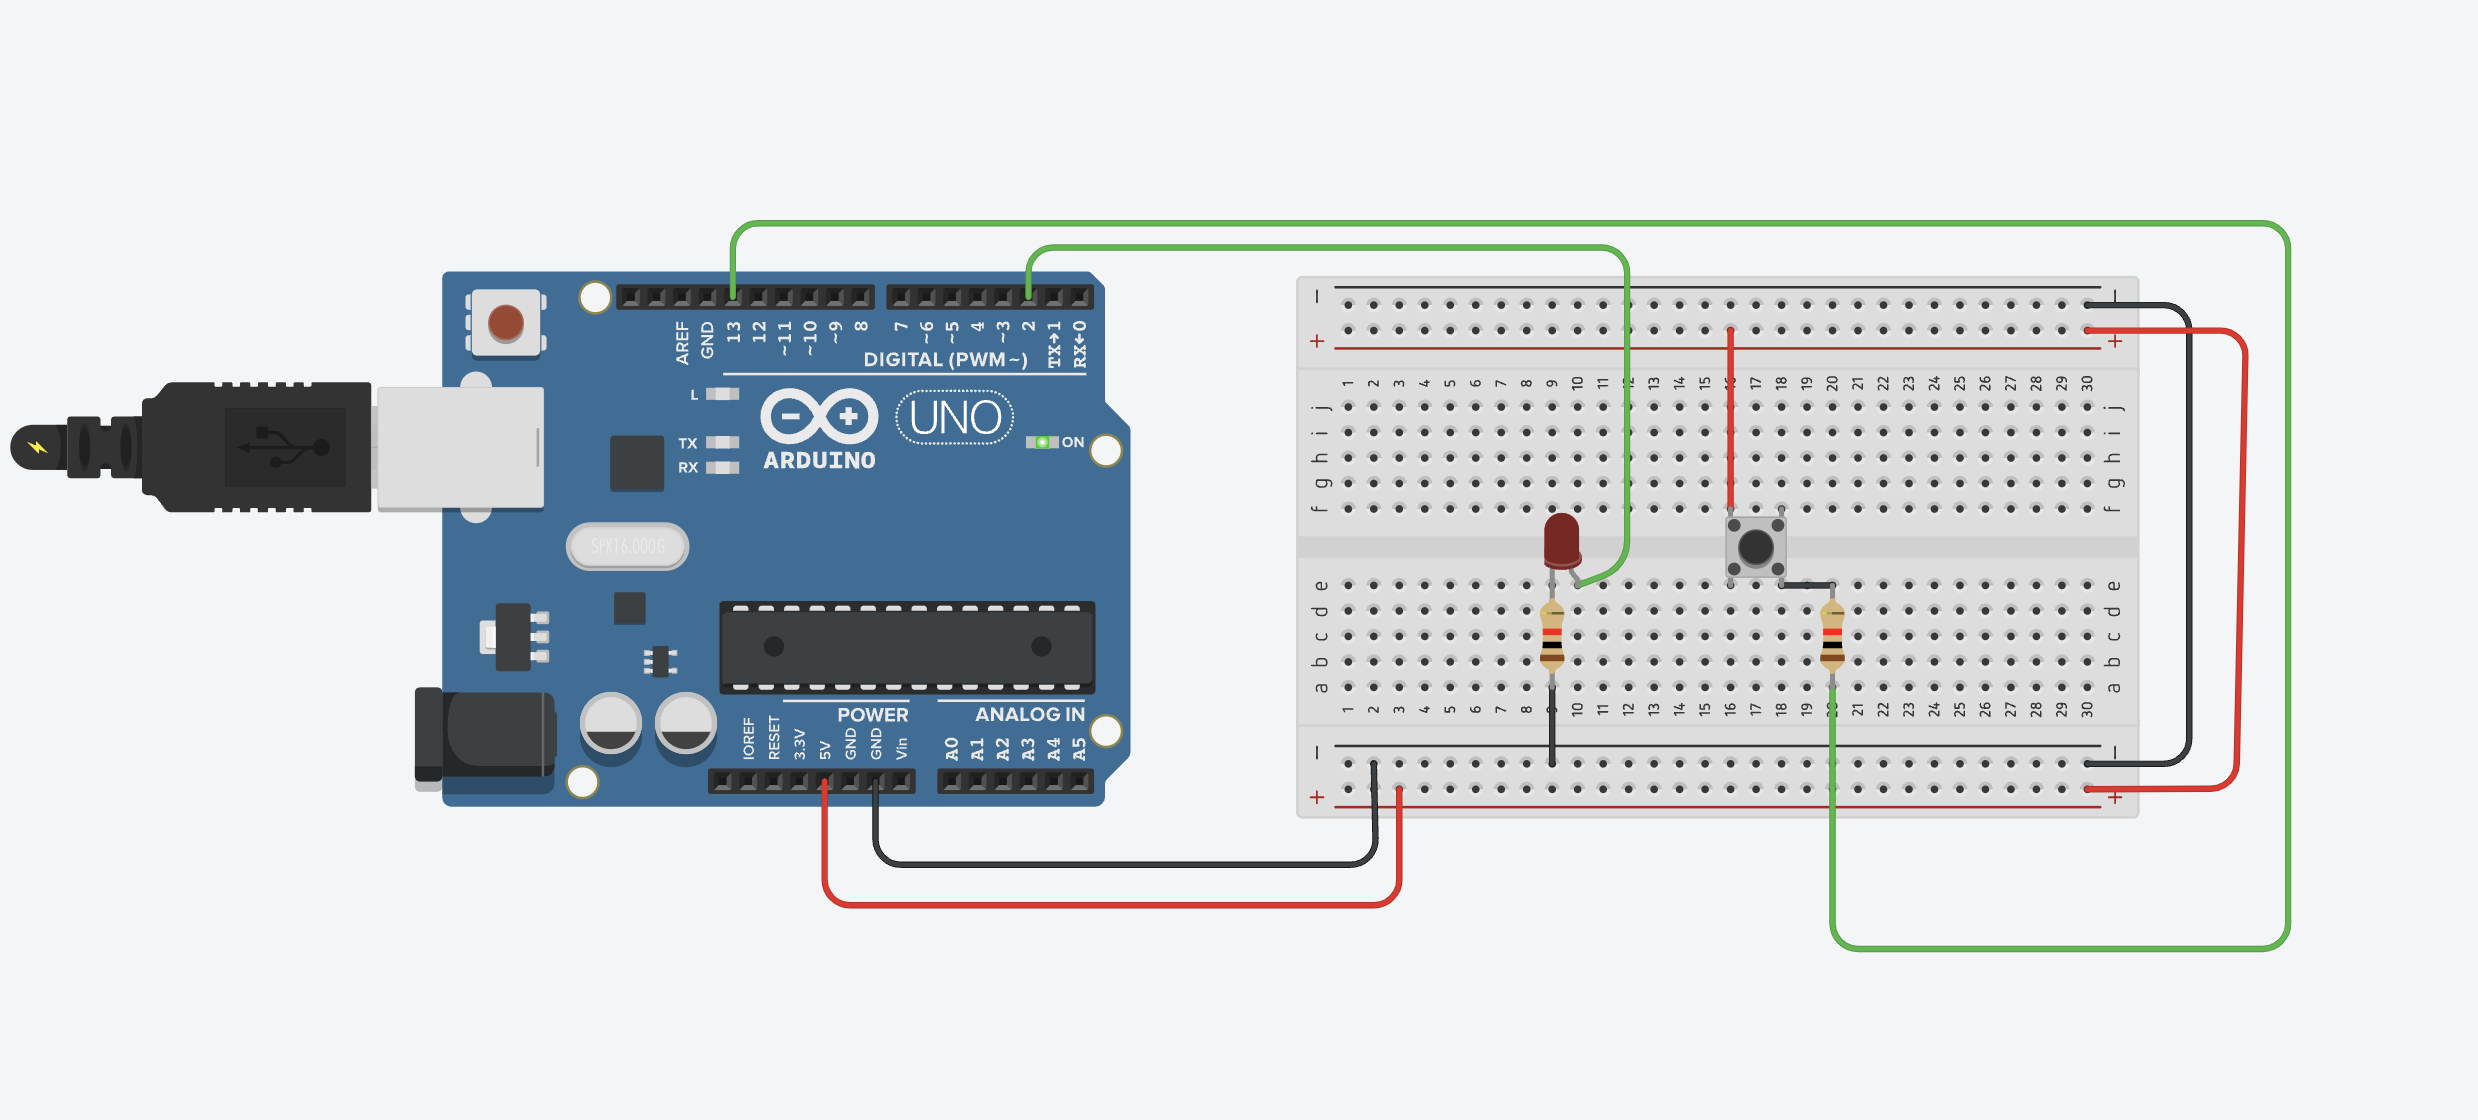 AREF GND 13 12 ~11 ~10 ~9 8 7 ~6 ~5 4 ~3 2 TX→1 RX←0
DIGITAL (PWM~)
L
TX
RX
UNO
ON
ARDUINO
SPK16.000G
POWER
ANALOG IN
IOREF RESET 3.3V 5V GND GND Vin A0 A1 A2 A3 A4 A5
− −
+ +
1 2 3 4 5 6 7 8 9 10 11 12 13 14 15 16 17 18 19 20 21 22 23 24 25 26 27 28 29 30
j j
i i
h h
g g
f f
e e
d d
c c
b b
a a
1 2 3 4 5 6 7 8 9 10 11 12 13 14 15 16 17 18 19 20 21 22 23 24 25 26 27 28 29 30
− −
+ +